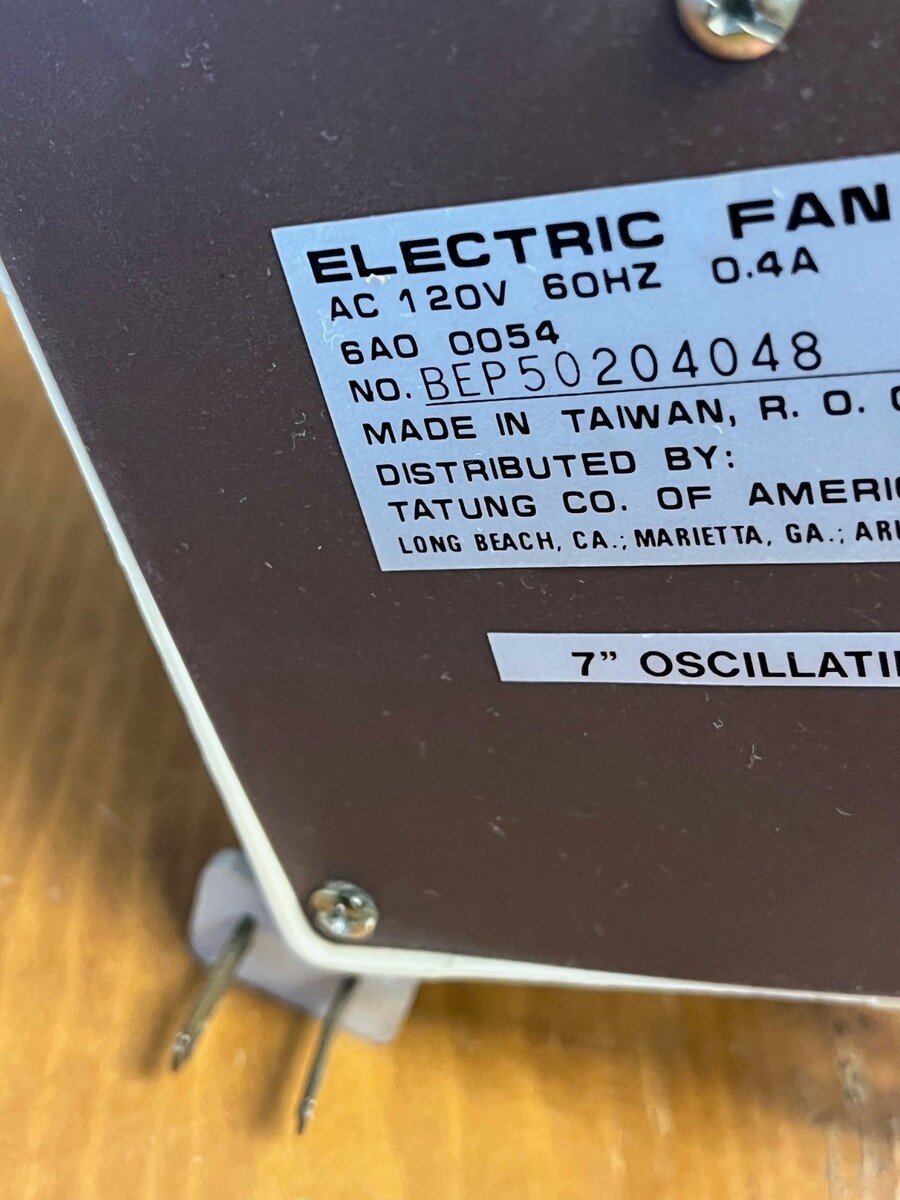 ELECTRIC FAN
AC 120V 60HZ 0.4A
6A0 0054
NO. BEP50204048
MADE IN TAIWAN, R. O.
DISTRIBUTED BY:
TATUNG CO. OF
LONG BEACH, CA.; MARIETTA, GA.;
7”